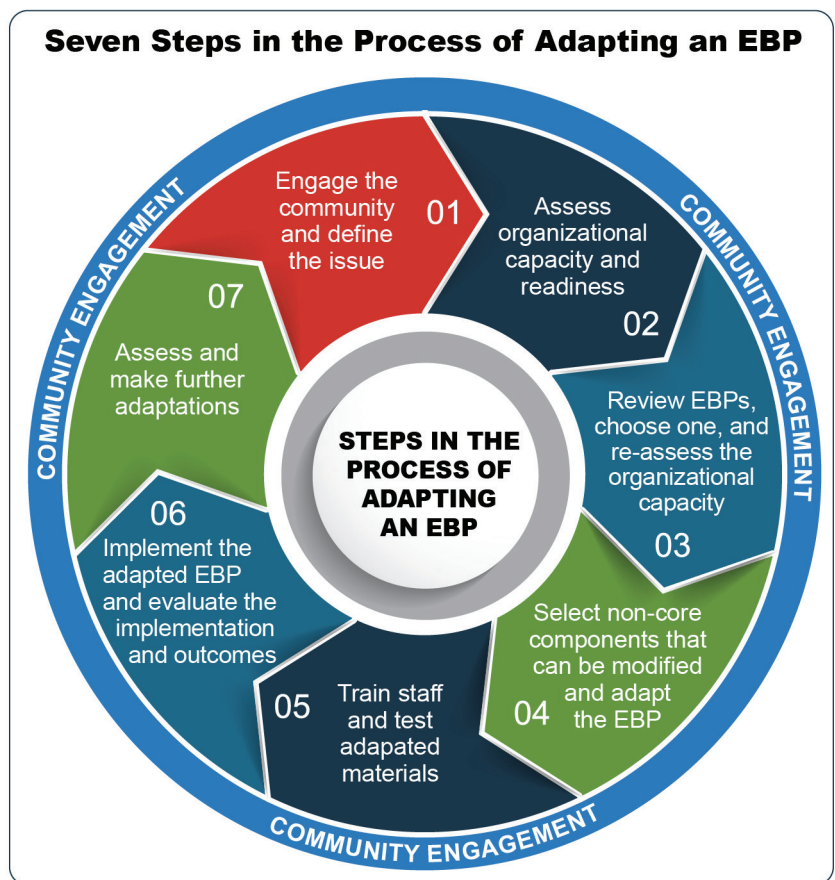 Seven Steps in the Process of Adapting an EBP
COMMUNITY ENGAGEMENT
COMMUNITY ENGAGEMENT
COMMUNITY ENGAGEMENT
Engage the
community
and define
the issue
01
Assess
organizational
capacity and
readiness
02
Review EBPs,
choose one, and
re-assess the
organizational
capacity
03
Select non-core
components that
can be modified
and adapt
the EBP
04
05
Train staff
and test
adapated
materials
06
Implement the
adapted EBP
and evaluate the
implementation
and outcomes
07
Assess and
make further
adaptations
STEPS IN THE
PROCESS OF
ADAPTING
AN EBP